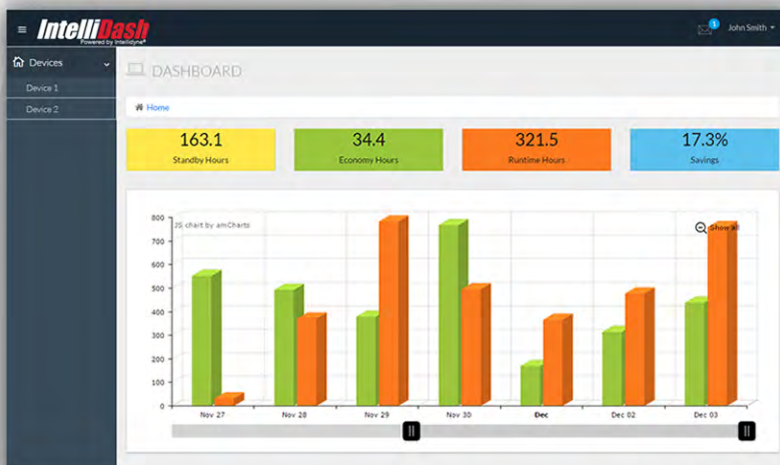 IntelliDash
Powered by Intellidyne®
1
John Smith
Devices
Device 1
Device 2
DASHBOARD
Home
163.1
Standby Hours
34.4
Economy Hours
321.5
Runtime Hours
17.3%
Savings
JS chart by amCharts
Show all
800
700
600
500
400
300
200
100
0
Nov 27
Nov 28
Nov 29
Nov 30
Dec
Dec 02
Dec 03